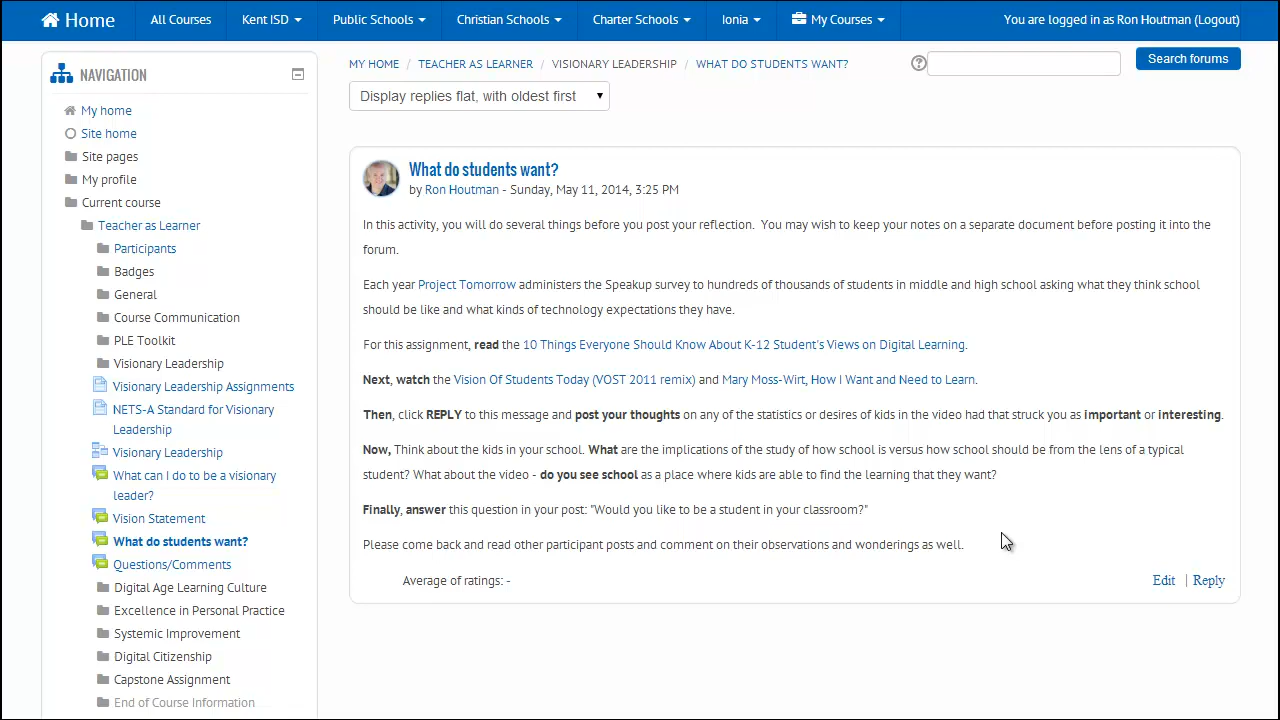 Home All Courses Kent ISD Public Schools Christian Schools Charter Schools Ionia My Courses You are logged in as Ron Houtman (Logout)
NAVIGATION
My home
Site home
Site pages
My profile
Current course
Teacher as Learner
Participants
Badges
General
Course Communication
PLE Toolkit
Visionary Leadership
Visionary Leadership Assignments
NETS-A Standard for Visionary
Leadership
Visionary Leadership
What can I do to be a visionary
leader?
Vision Statement
What do students want?
Questions/Comments
Digital Age Learning Culture
Excellence in Personal Practice
Systemic Improvement
Digital Citizenship
Capstone Assignment
End of Course Information
MY HOME / TEACHER AS LEARNER / VISIONARY LEADERSHIP / WHAT DO STUDENTS WANT?
? Search forums
Display replies flat, with oldest first
What do students want?
by Ron Houtman - Sunday, May 11, 2014, 3:25 PM
In this activity, you will do several things before you post your reflection. You may wish to keep your notes on a separate document before posting it into the
forum.
Each year Project Tomorrow administers the Speakup survey to hundreds of thousands of students in middle and high school asking what they think school
should be like and what kinds of technology expectations they have.
For this assignment, read the 10 Things Everyone Should Know About K-12 Student's Views on Digital Learning.
Next, watch the Vision Of Students Today (VOST 2011 remix) and Mary Moss-Wirt, How I Want and Need to Learn.
Then, click REPLY to this message and post your thoughts on any of the statistics or desires of kids in the video had that struck you as important or interesting.
Now, Think about the kids in your school. What are the implications of the study of how school is versus how school should be from the lens of a typical
student? What about the video - do you see school as a place where kids are able to find the learning that they want?
Finally, answer this question in your post: "Would you like to be a student in your classroom?"
Please come back and read other participant posts and comment on their observations and wonderings as well.
Average of ratings: -
Edit | Reply